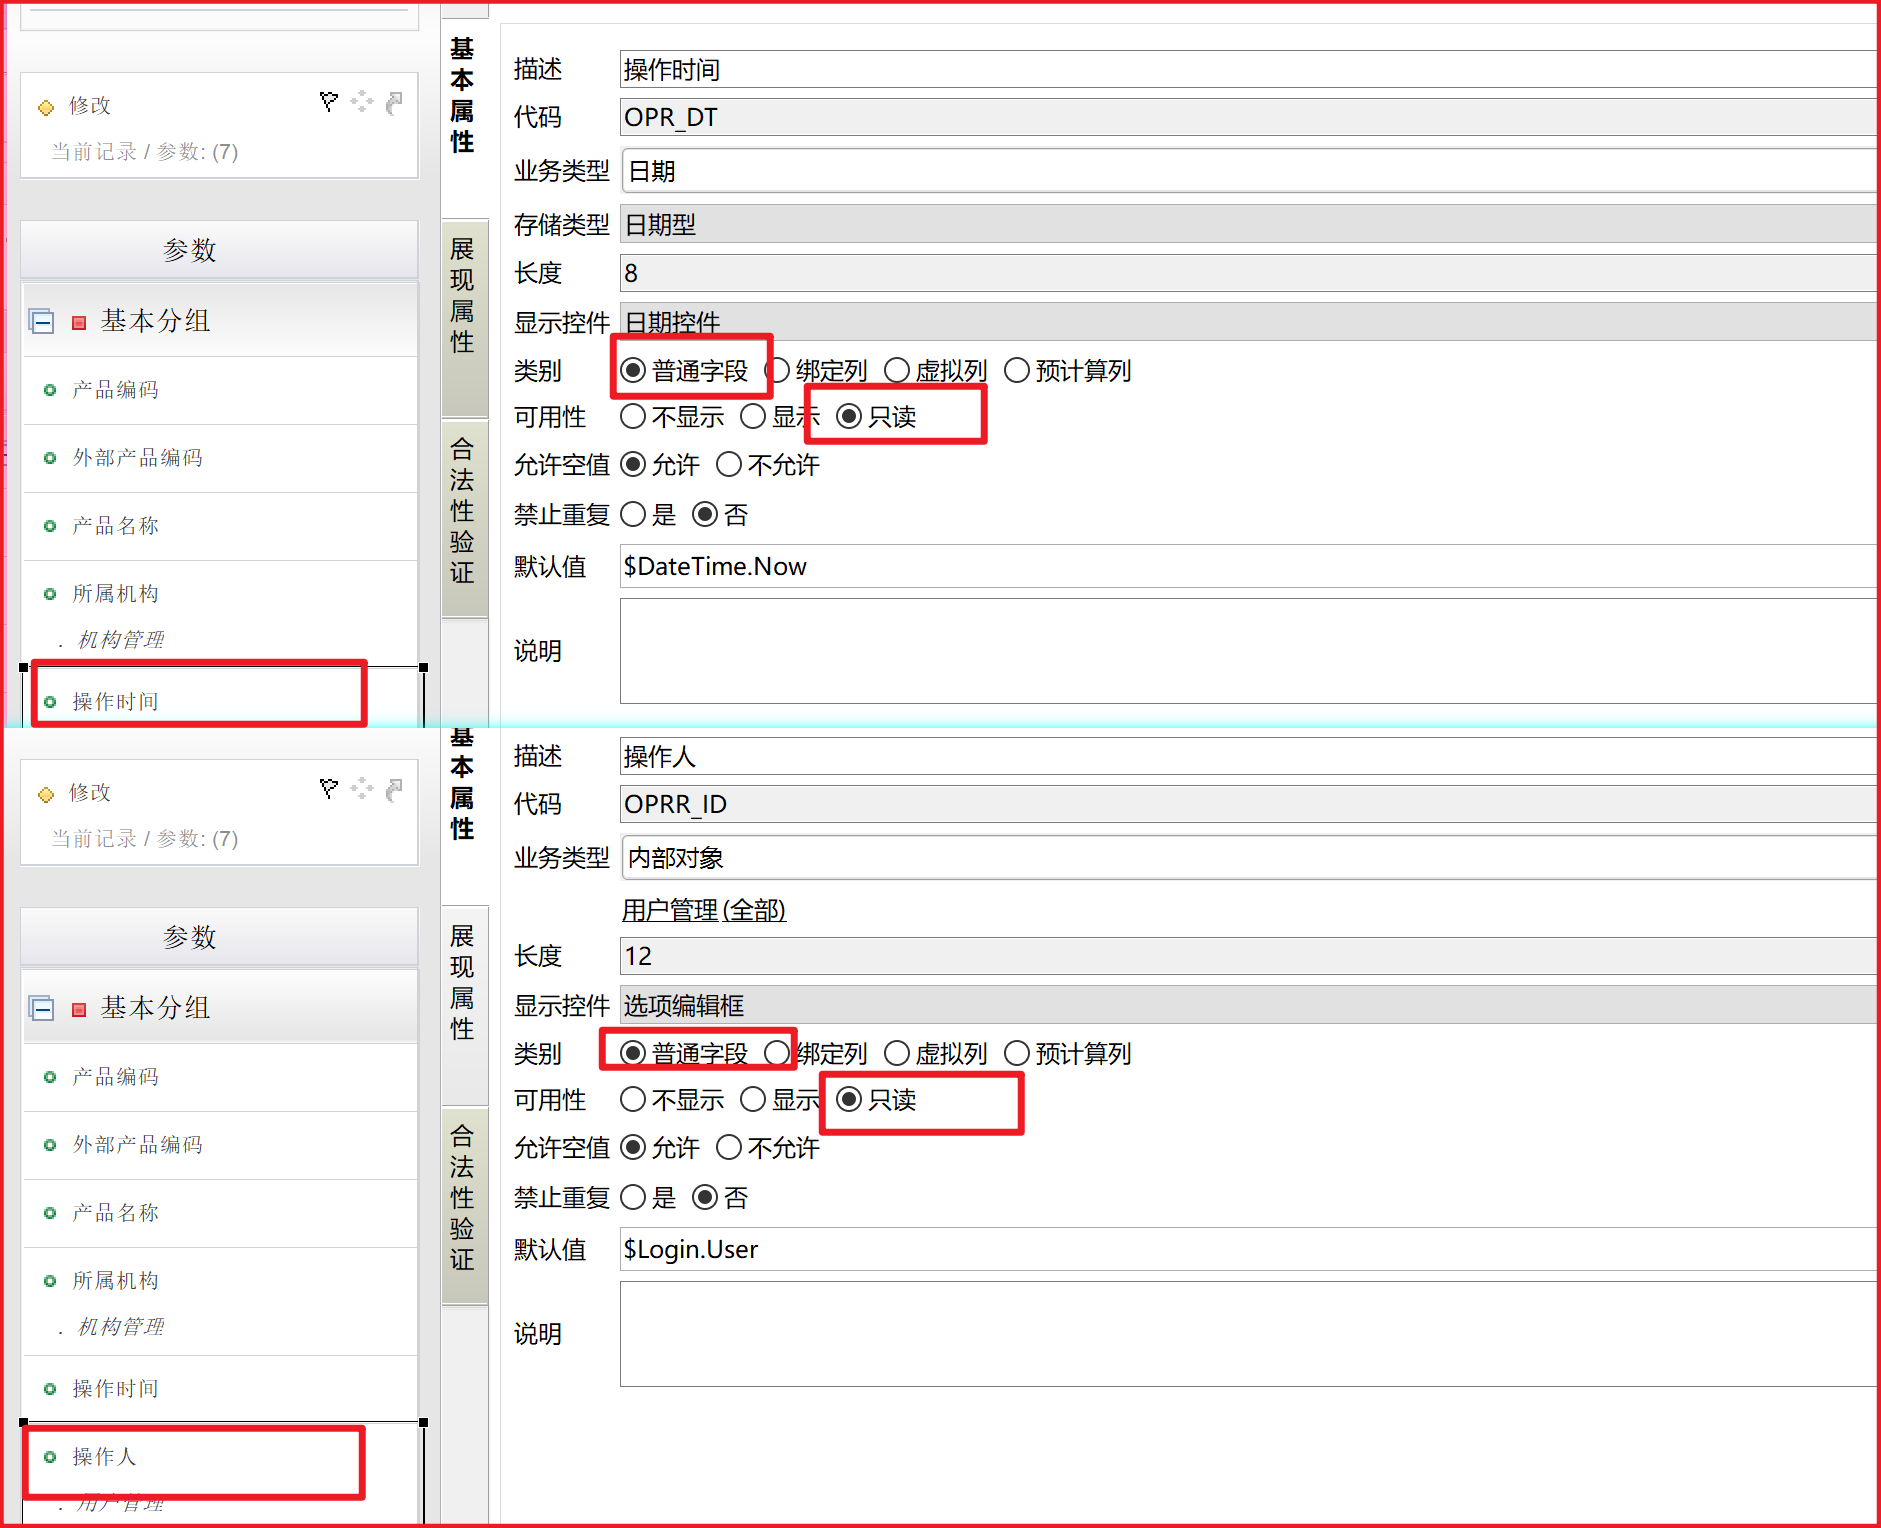 修改
当前记录 / 参数: (7)
参数
基本分组
产品编码
外部产品编码
产品名称
所属机构
. 机构管理
操作时间
基本属性
展现属性
合法性验证
描述 操作时间
代码 OPR_DT
业务类型 日期
存储类型 日期型
长度 8
显示控件 日期控件
类别 普通字段 绑定列 虚拟列 预计算列
可用性 不显示 显示 只读
允许空值 允许 不允许
禁止重复 是 否
默认值 $DateTime.Now
说明
修改
当前记录 / 参数: (7)
参数
基本分组
产品编码
外部产品编码
产品名称
所属机构
. 机构管理
操作时间
操作人
. 用户管理
基本属性
展现属性
合法性验证
描述 操作人
代码 OPRR_ID
业务类型 内部对象
用户管理(全部)
长度 12
显示控件 选项编辑框
类别 普通字段 绑定列 虚拟列 预计算列
可用性 不显示 显示 只读
允许空值 允许 不允许
禁止重复 是 否
默认值 $Login.User
说明